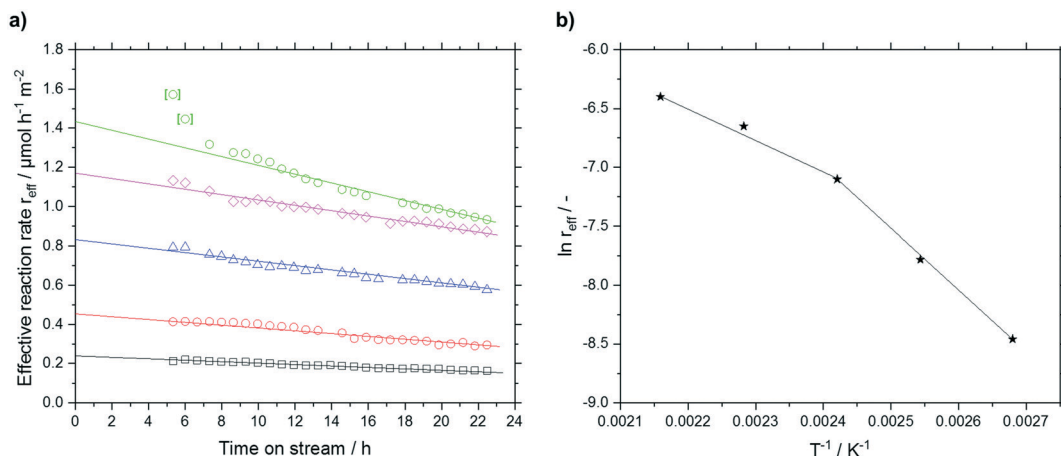 a)
Effective reaction rate r_eff / µmol h⁻¹ m⁻²
1.8
1.6
1.4
1.2
1.0
0.8
0.6
0.4
0.2
0.0
[○]
[○]
0 2 4 6 8 10 12 14 16 18 20 22 24
Time on stream / h
b)
ln r_eff / -
-6.0
-6.5
-7.0
-7.5
-8.0
-8.5
-9.0
0.0021 0.0022 0.0023 0.0024 0.0025 0.0026 0.0027
T⁻¹ / K⁻¹